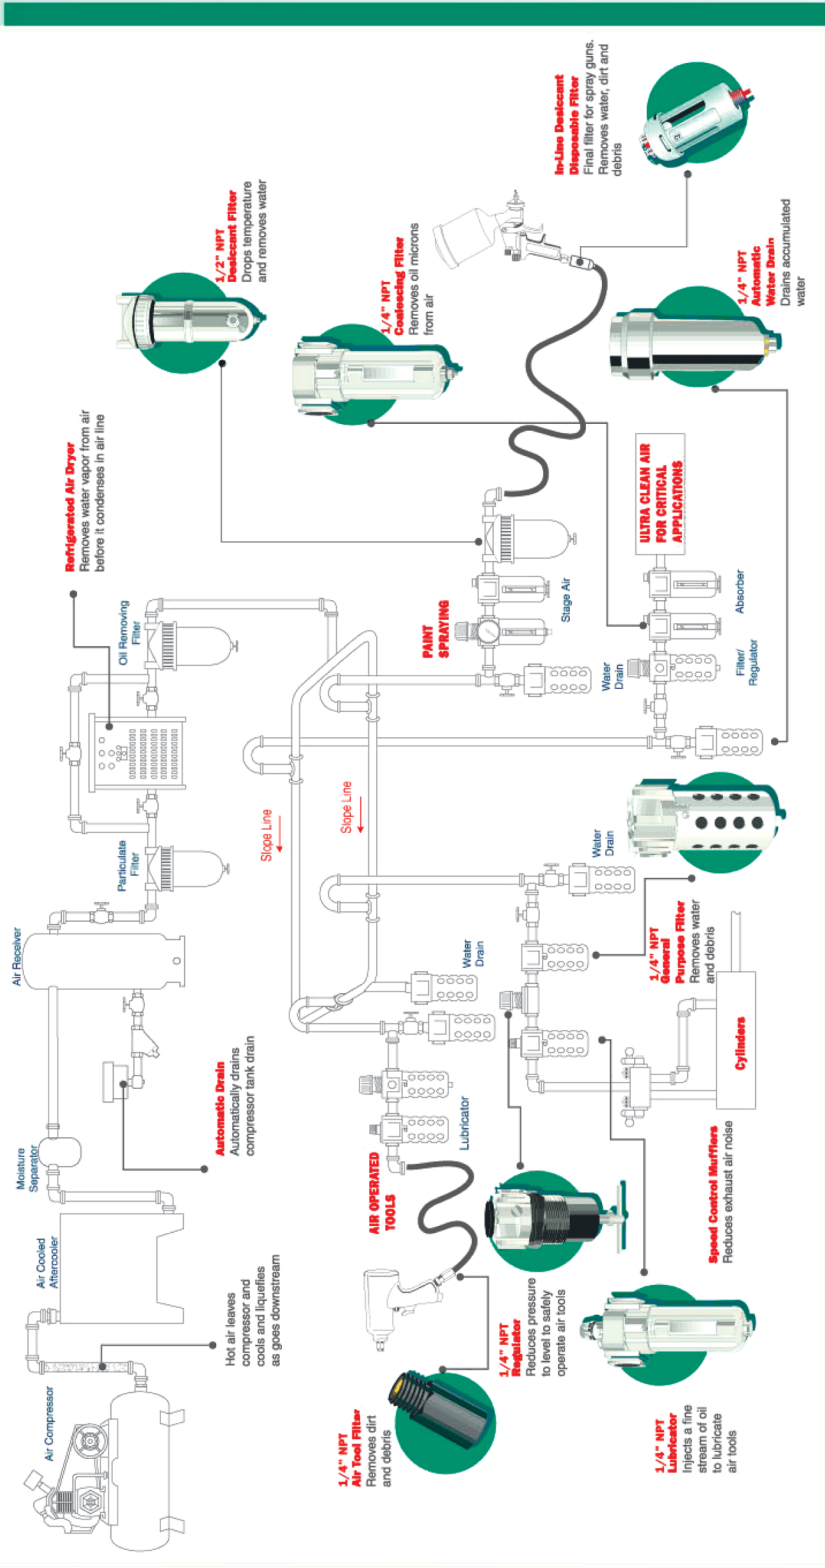 Air Compressor
Hot air leaves
compressor and
cools and liquefies
as goes downstream
Air Cooled
Aftercooler
Moisture
Separator
Automatic Drain
Automatically drains
compressor tank drain
Air Receiver
Particulate
Filter
Refrigerated Air Dryer
Removes water vapor from air
before it condenses in air line
Oil Removing
Filter
1/2" NPT
Desiccant Filter
Drops temperature
and removes water
1/4" NPT
Coalescing Filter
Removes oil microns
from air
In-Line Desiccant
Disposable Filter
Final filter for spray guns.
Removes water, dirt and
debris
1/4" NPT
Automatic
Water Drain
Drains accumulated
water
Slope Line
Slope Line
PAINT
SPRAYING
Stage Air
Water
Drain
ULTRA CLEAN AIR
FOR CRITICAL
APPLICATIONS
Filter/
Regulator
Absorber
Water
Drain
Water
Drain
1/4" NPT
General
Purpose Filter
Removes water
and debris
AIR OPERATED
TOOLS
Lubricator
1/4" NPT
Air Tool Filter
Removes dirt
and debris
1/4" NPT
Regulator
Reduces pressure
to level to safely
operate air tools
Cylinders
Speed Control Mufflers
Reduces exhaust air noise
1/4" NPT
Lubricator
Injects a fine
stream of oil
to lubricate
air tools